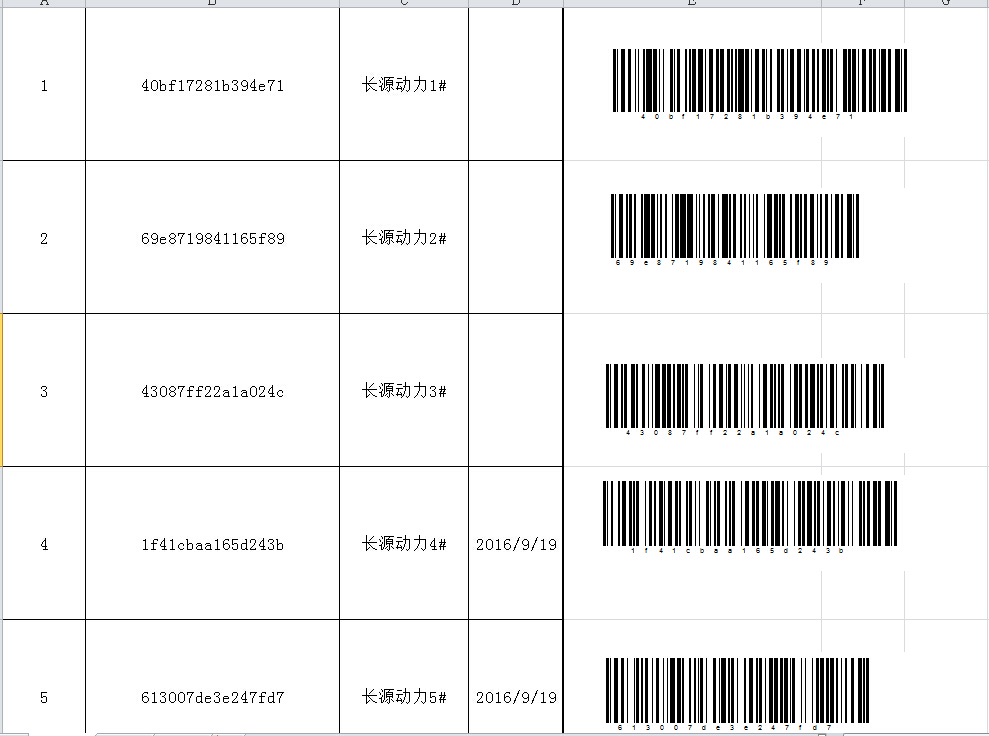 A B C D E F G
1 40bf17281b394e71 长源动力1#
40bf17281b394e71
2 69e8719841165f89 长源动力2#
69e8719841165f89
3 43087ff22a1a024c 长源动力3#
43087ff22a1a024c
4 1f41cbaa165d243b 长源动力4# 2016/9/19
1f41cbaa165d243b
5 613007de3e247fd7 长源动力5# 2016/9/19
613007de3e247fd7